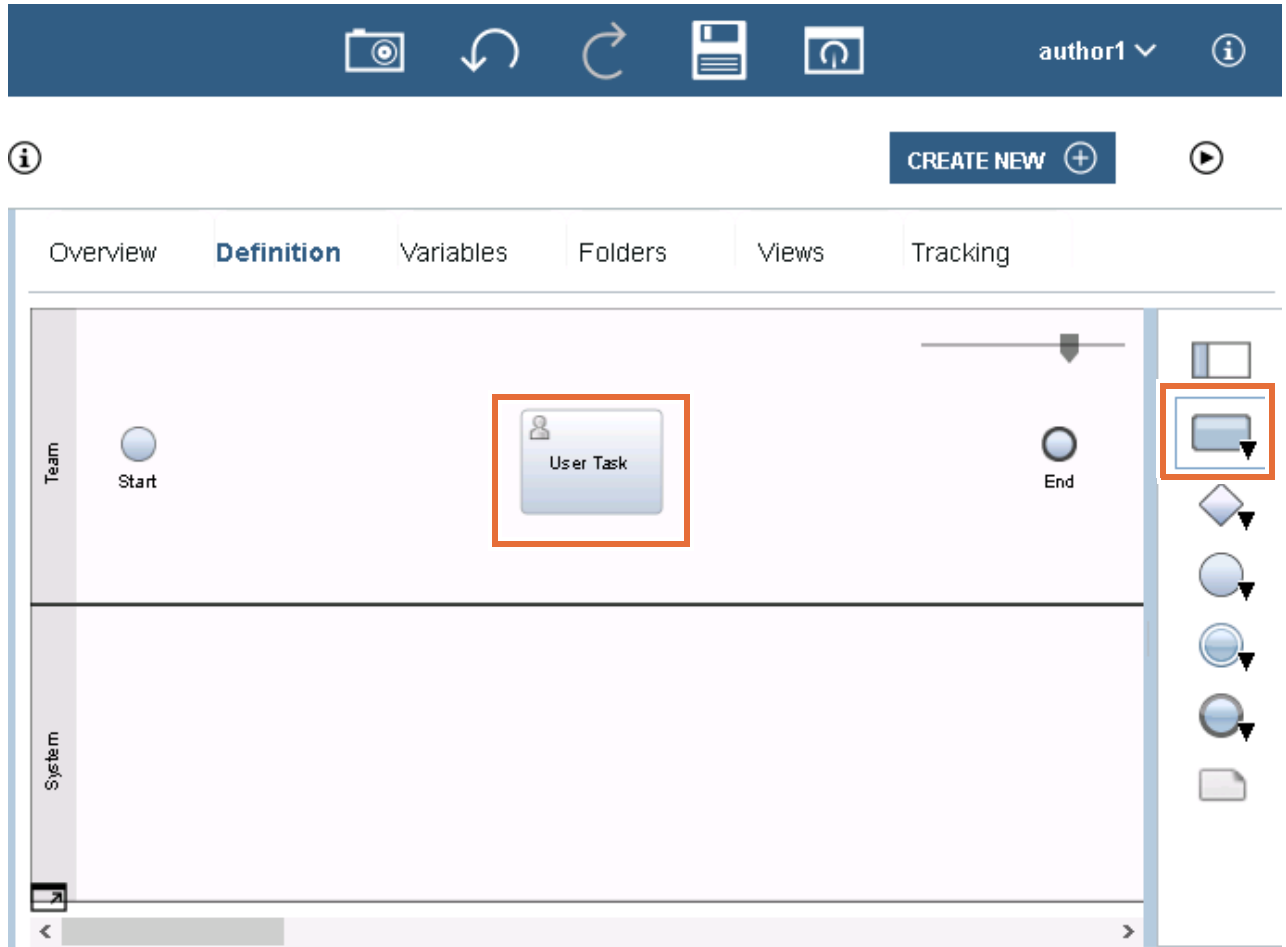 author1
CREATE NEW
Overview Definition Variables Folders Views Tracking
Team
Start
User Task
End
System